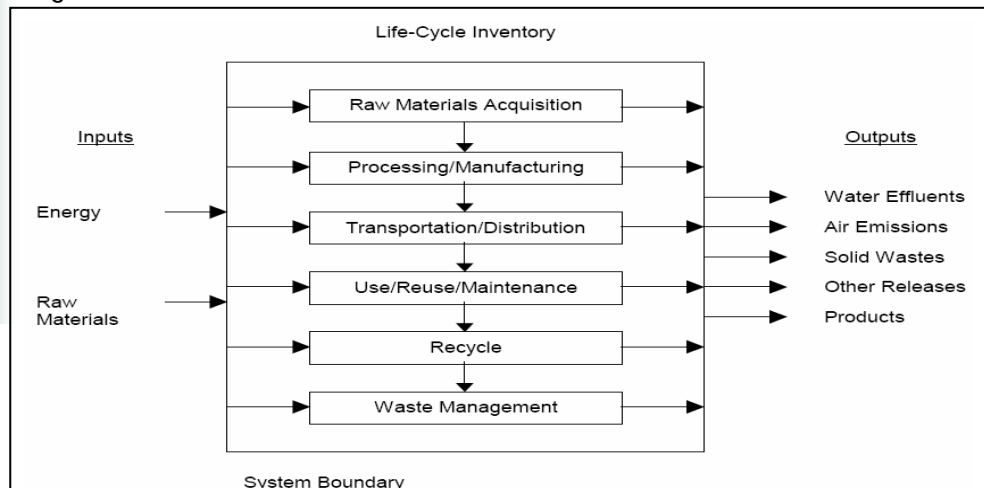 Life-Cycle Inventory
Raw Materials Acquisition
Inputs
Outputs
Processing/Manufacturing
Water Effluents
Energy
Air Emissions
Transportation/Distribution
Solid Wastes
Use/Reuse/Maintenance
Other Releases
Raw
Materials
Products
Recycle
Waste Management
System Boundary